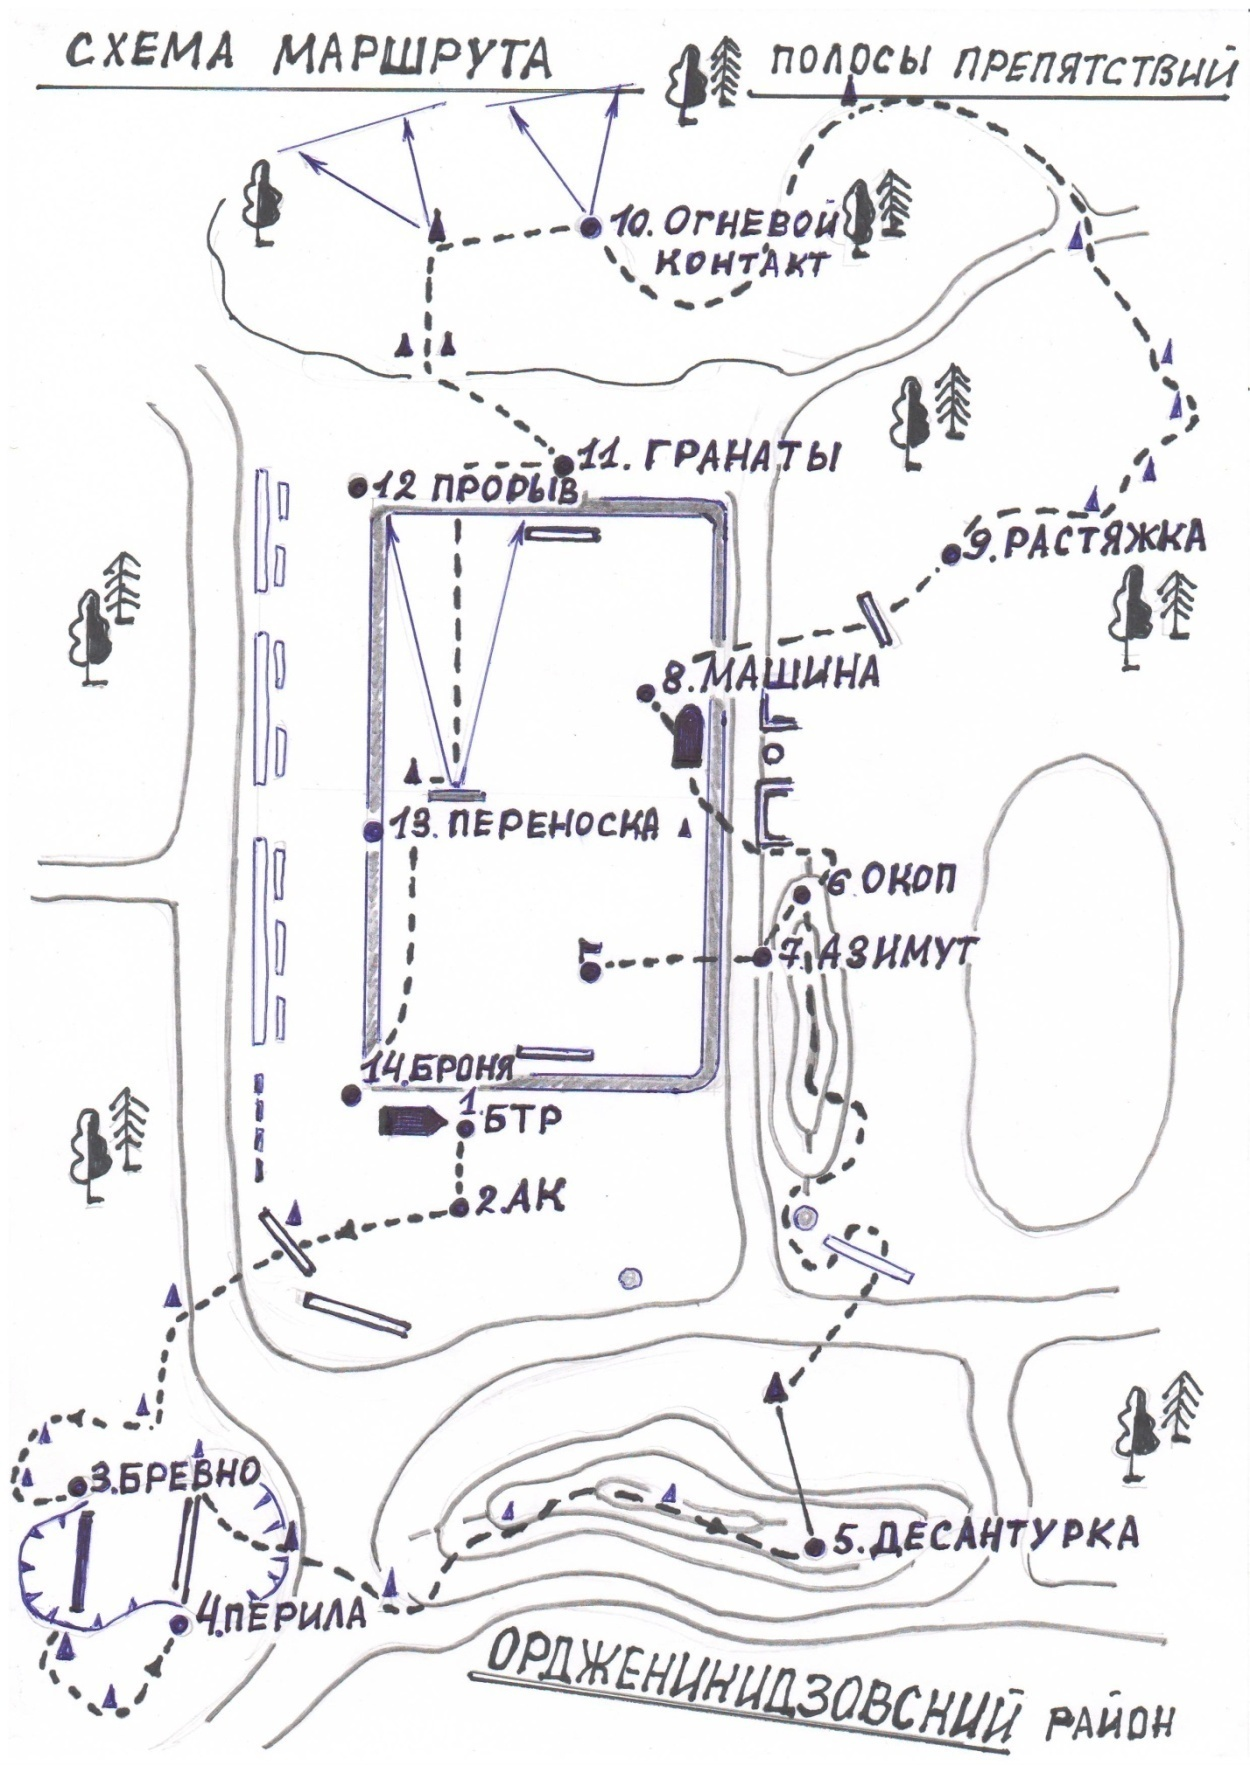 СХЕМА МАРШРУТА ПОЛОСЫ ПРЕПЯТСТВИЙ
10. ОГНЕВОЙ
КОНТАКТ
11. ГРАНАТЫ
12 ПРОРЫВ
9. РАСТЯЖКА
8. МАШИНА
13. ПЕРЕНОСКА
6 ОКОП
7. АЗИМУТ
14. БРОНЯ
1. БТР
2. АК
3. БРЕВНО
5. ДЕСАНТУРКА
4. ПЕРИЛА
ОРДЖЕНИКИДЗОВСКИЙ РАЙОН